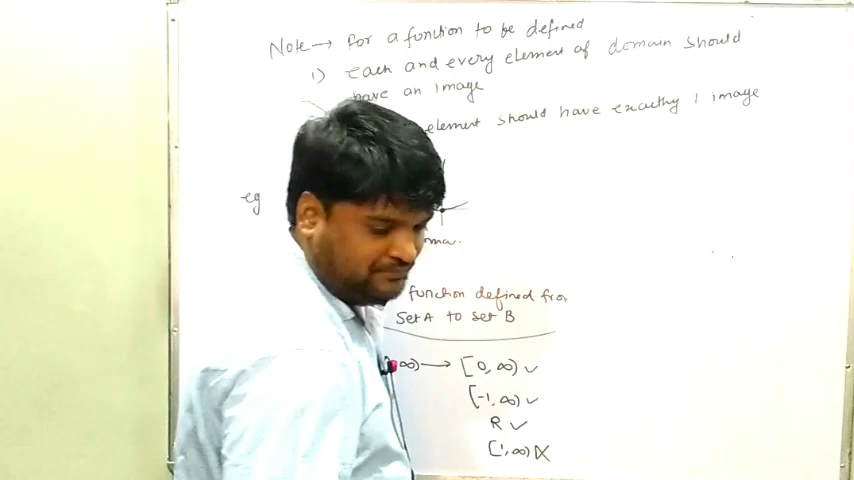 Note → for a function to be defined
1) each and every element of domain should
have an image
element should have exactly 1 image
eg
function defined from
Set A to set B
∞) → [0, ∞) ✓
[-1, ∞) ✓
R ✓
[1, ∞) X